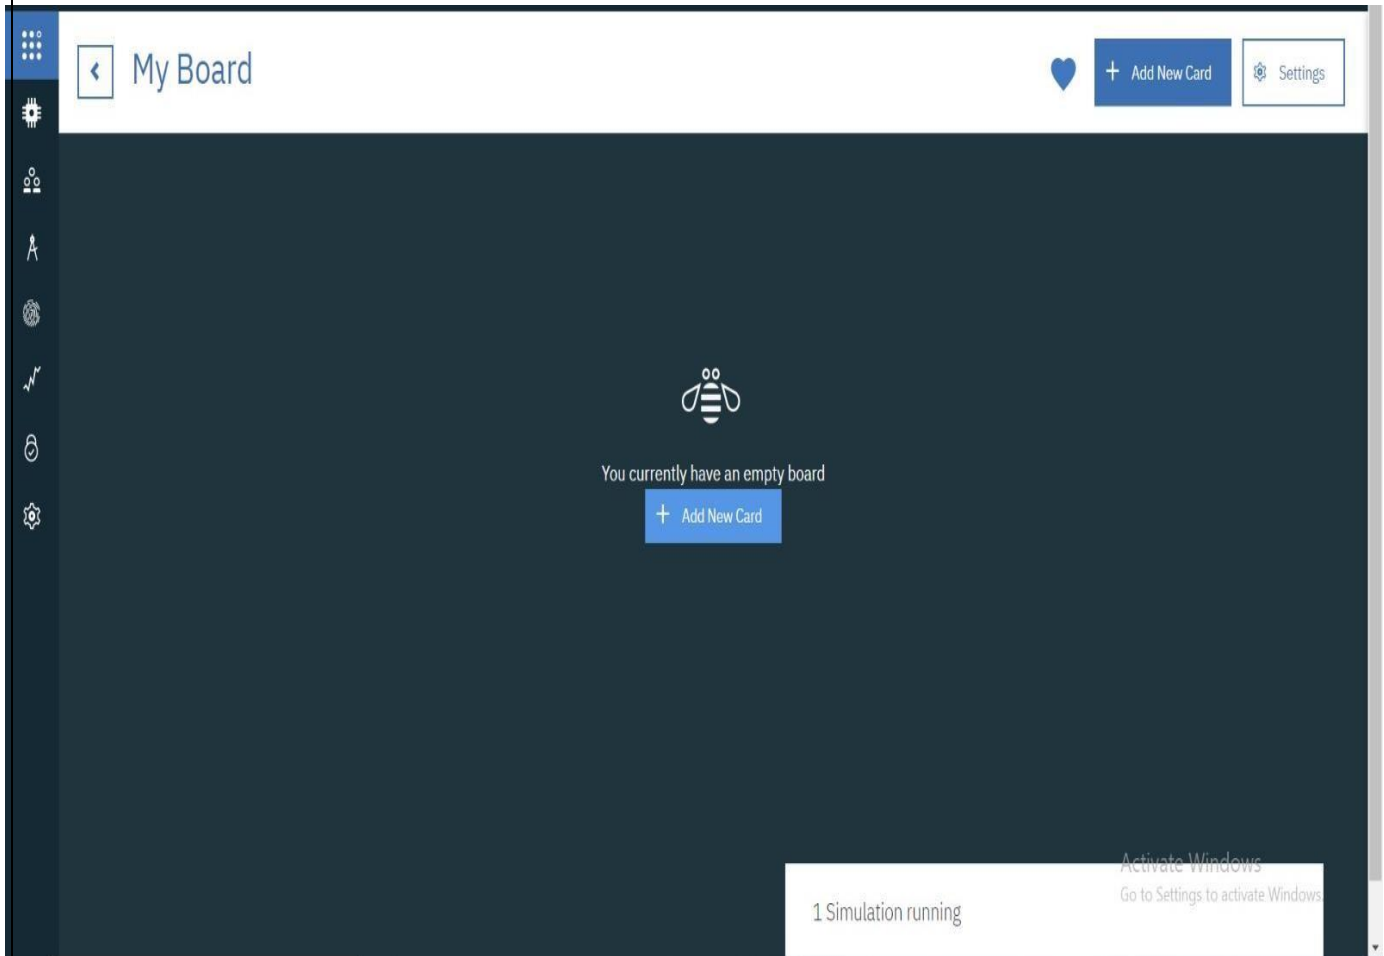 My Board
+ Add New Card
Settings
You currently have an empty board
+ Add New Card
Activate Windows
Go to Settings to activate Windows.
1 Simulation running